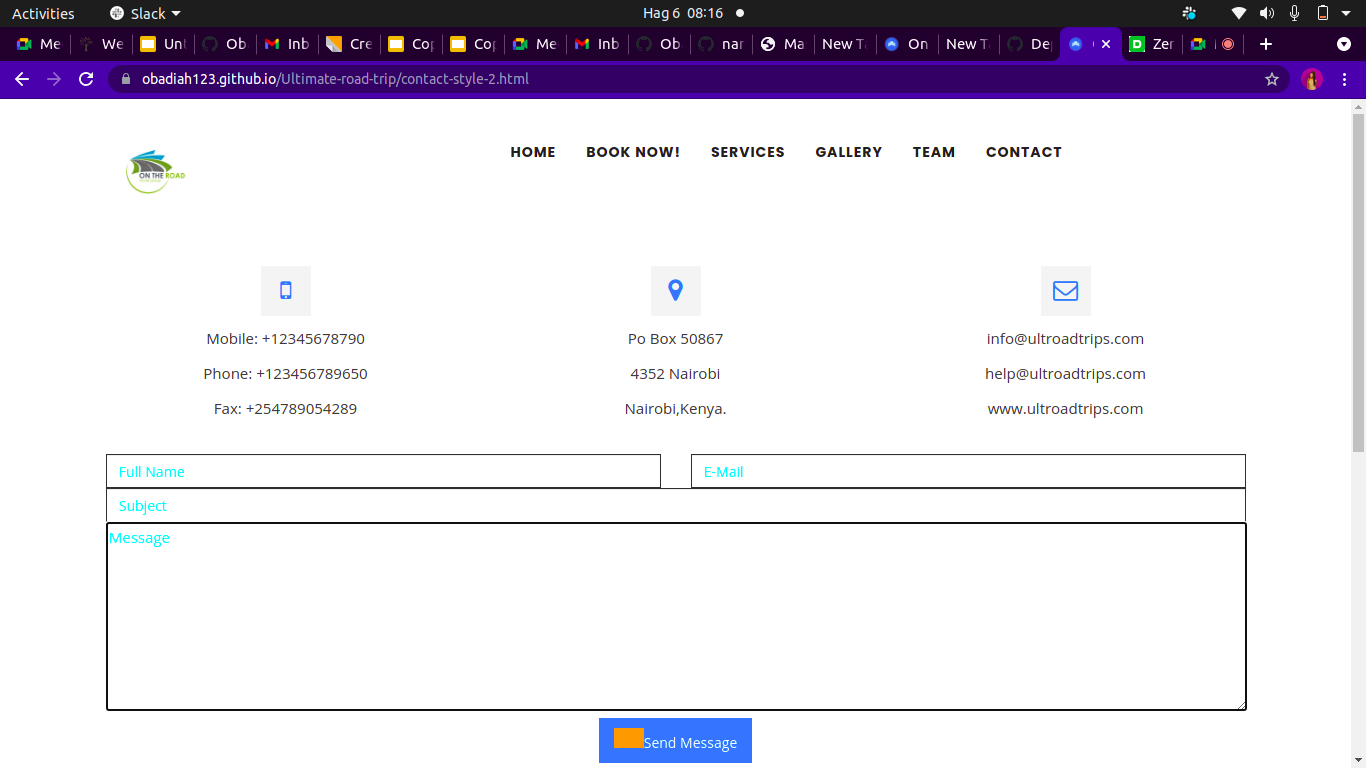 Activities Slack Hag 6 08:16
Me We Unt Ob Inb Cre Cop Cop Me Inb Ob nar Ma New T On New T Dep Zer
obadiah123.github.io/Ultimate-road-trip/contact-style-2.html
ON THE ROAD
HOME BOOK NOW! SERVICES GALLERY TEAM CONTACT
Mobile: +12345678790 Po Box 50867 info@ultroadtrips.com
Phone: +123456789650 4352 Nairobi help@ultroadtrips.com
Fax: +254789054289 Nairobi,Kenya. www.ultroadtrips.com
Full Name E-Mail
Subject
Message
Send Message